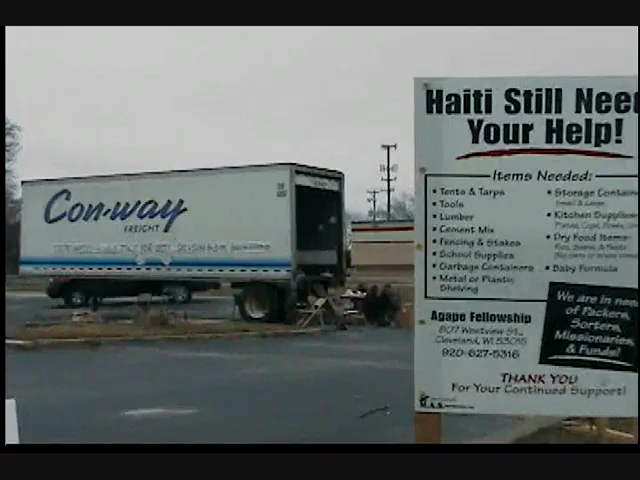 Con-way
FREIGHT
Haiti Still Nee
Your Help!
Items Needed:
• Tents & Tarps
• Tools
• Lumber
• Cement Mix
• Fencing & Stakes
• School Supplies
• Garbage Containers
• Metal or Plastic
Shelving
• Storage Contain
Small & Large
• Kitchen Supplies
• Dry Food Items
• Baby Formula
We are in nee
of Packers,
Sorters,
Missionaries,
& Funds!
Agape Fellowship
Cleveland, WI 53015
920-627-5316
THANK YOU
For Your Continued Support!